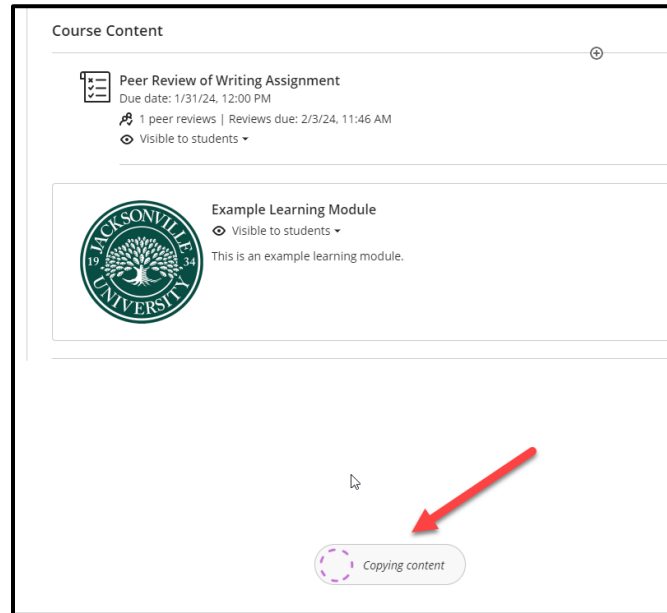 Course Content
Peer Review of Writing Assignment
Due date: 1/31/24, 12:00 PM
1 peer reviews | Reviews due: 2/3/24, 11:46 AM
Visible to students
Example Learning Module
Visible to students
This is an example learning module.
JACKSONVILLE
19 34
UNIVERSITY
Copying content